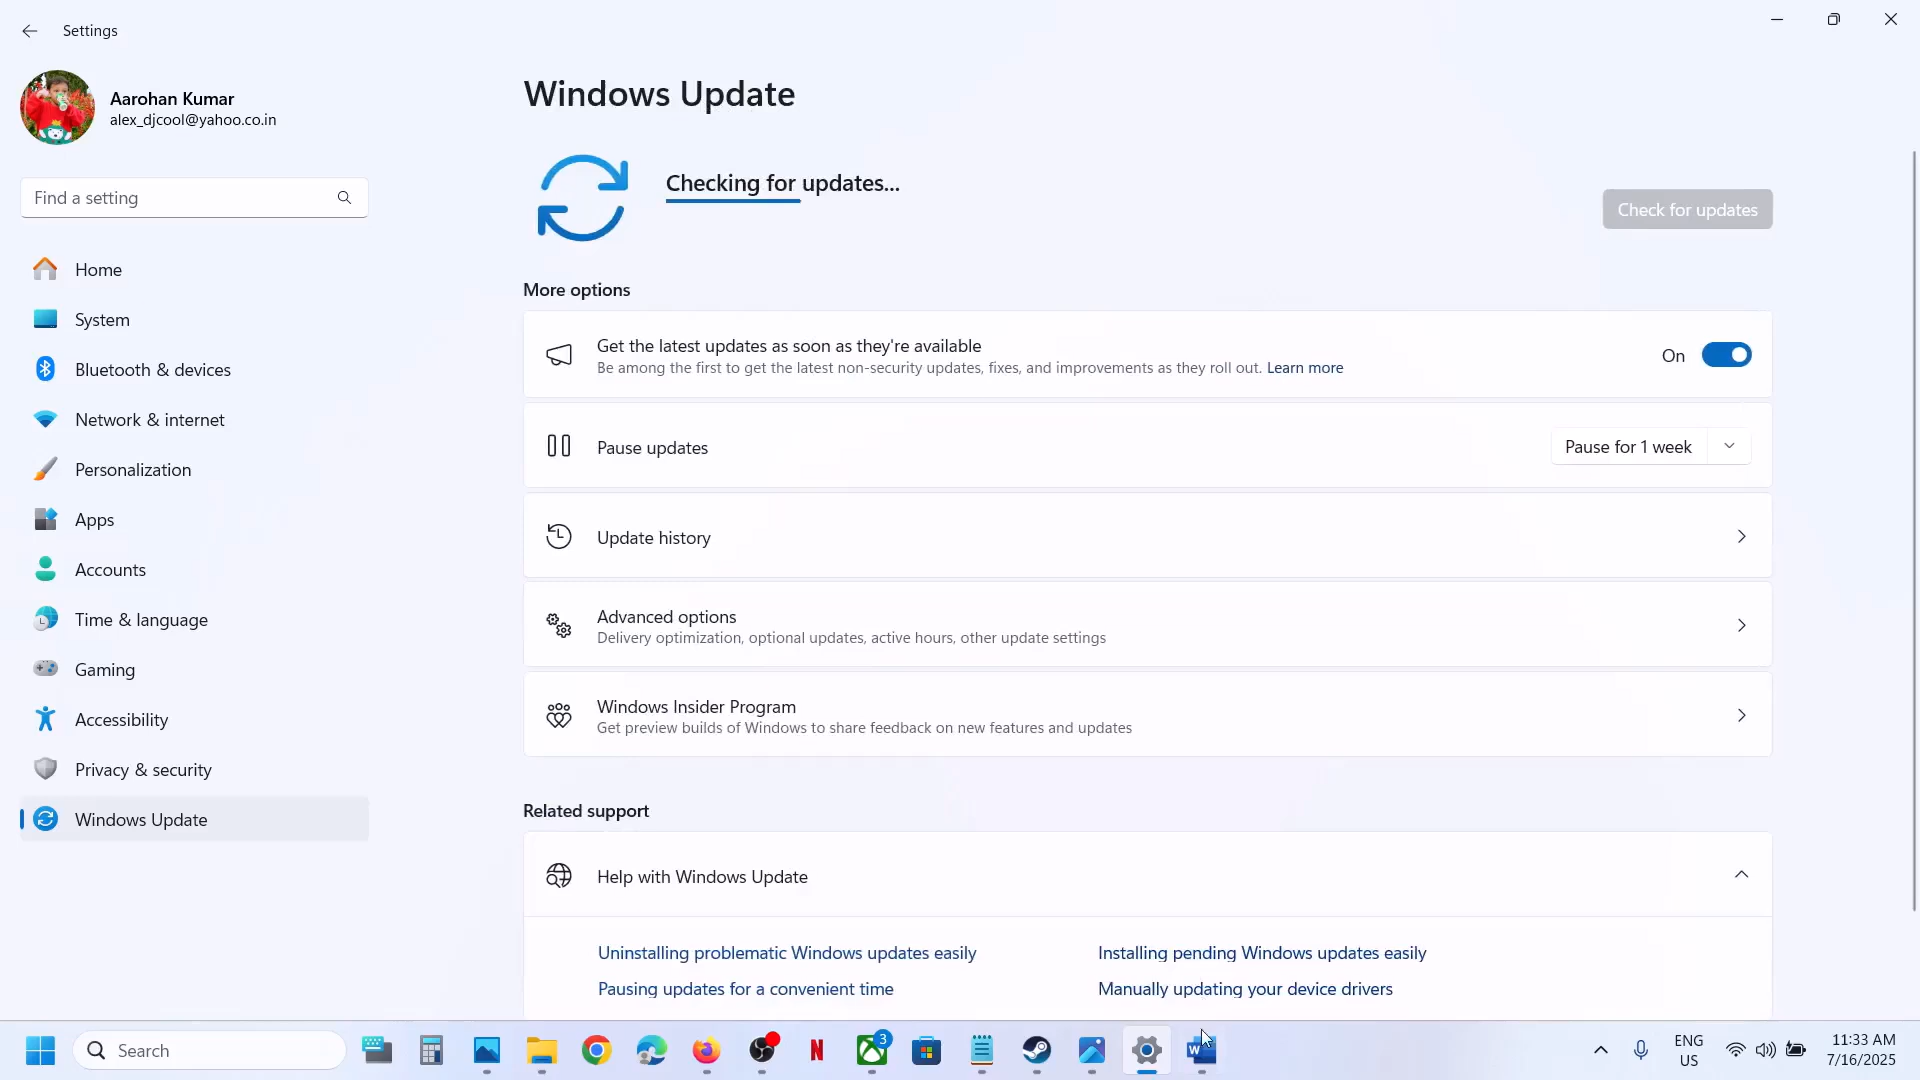 Settings
Aarohan Kumar
alex_djcool@yahoo.co.in
Find a setting
Home
System
Bluetooth & devices
Network & internet
Personalization
Apps
Accounts
Time & language
Gaming
Accessibility
Privacy & security
Windows Update
Windows Update
Checking for updates...
Check for updates
More options
Get the latest updates as soon as they're available
Be among the first to get the latest non-security updates, fixes, and improvements as they roll out. Learn more
On
Pause updates
Pause for 1 week
Update history
Advanced options
Delivery optimization, optional updates, active hours, other update settings
Windows Insider Program
Get preview builds of Windows to share feedback on new features and updates
Related support
Help with Windows Update
Uninstalling problematic Windows updates easily
Installing pending Windows updates easily
Pausing updates for a convenient time
Manually updating your device drivers
Search
N
3
W
ENG
US
11:33 AM
7/16/2025